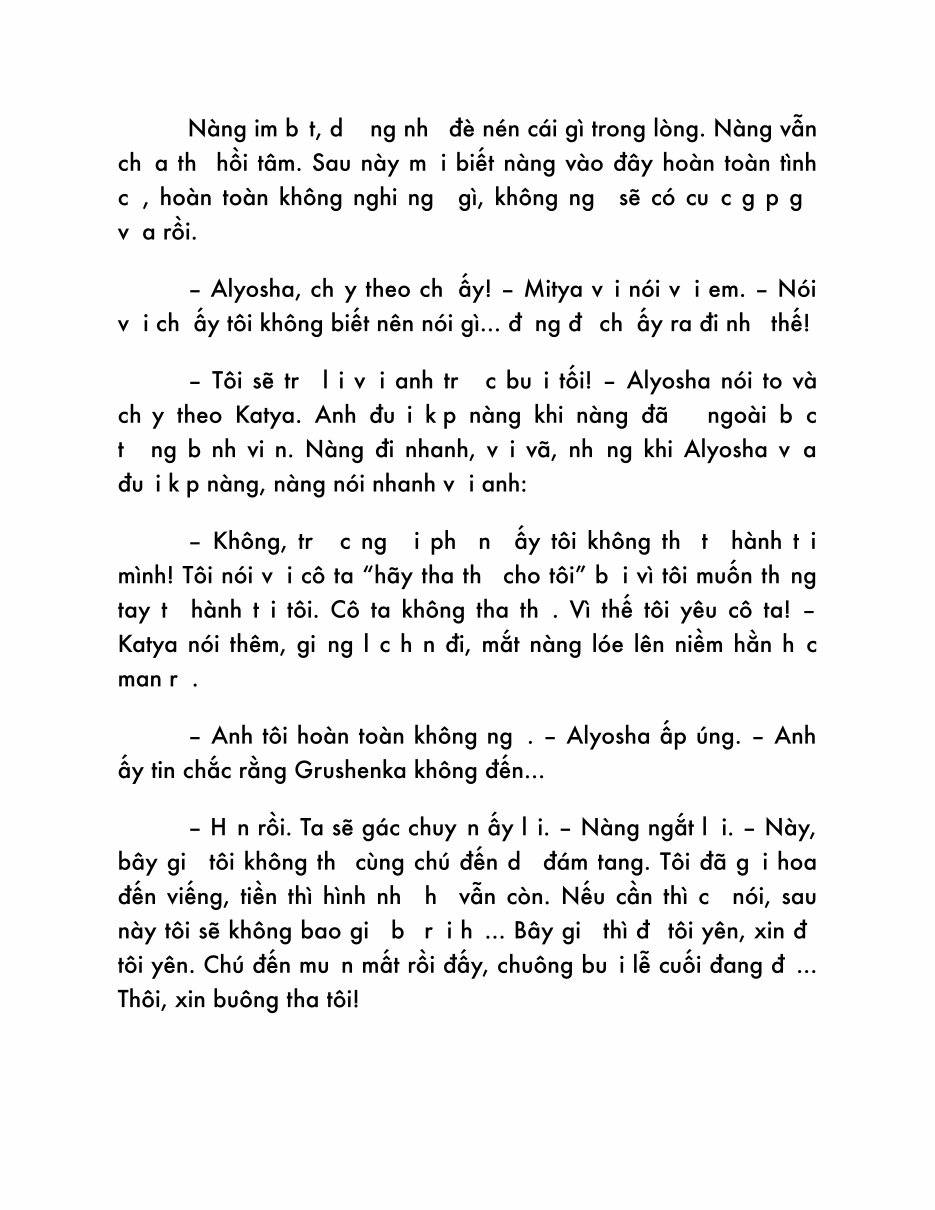 Nàng im b t, d ng nh đè nén cái gì trong lòng. Nàng vẫn
ch a th hồi tâm. Sau này m i biết nàng vào đây hoàn toàn tình
c , hoàn toàn không nghi ng gì, không ng sẽ có cu c g p g
v a rồi.
– Alyosha, ch y theo ch ấy! – Mitya v i nói v i em. – Nói
v i ch ấy tôi không biết nên nói gì... đ ng đ ch ấy ra đi nh thế!
– Tôi sẽ tr l i v i anh tr c bu i tối! – Alyosha nói to và
ch y theo Katya. Anh đu i k p nàng khi nàng đã ngoài b c
t ng b nh vi n. Nàng đi nhanh, v i vã, nh ng khi Alyosha v a
đu i k p nàng, nàng nói nhanh v i anh:
– Không, tr c ng i ph n ấy tôi không th t hành t i
mình! Tôi nói v i cô ta “hãy tha th cho tôi” b i vì tôi muốn th ng
tay t hành t i tôi. Cô ta không tha th . Vì thế tôi yêu cô ta! –
Katya nói thêm, gi ng l c h n đi, mắt nàng lóe lên niềm hằn h c
man r .
– Anh tôi hoàn toàn không ng . – Alyosha ấp úng. – Anh
ấy tin chắc rằng Grushenka không đến...
– H n rồi. Ta sẽ gác chuy n ấy l i. – Nàng ngắt l i. – Này,
bây gi tôi không th cùng chú đến d đám tang. Tôi đã g i hoa
đến viếng, tiền thì hình nh h vẫn còn. Nếu cần thì c nói, sau
này tôi sẽ không bao gi b r i h ... Bây gi thì đ tôi yên, xin đ
tôi yên. Chú đến mu n mất rồi đấy, chuông bu i lễ cuối đang đ ...
Thôi, xin buông tha tôi!